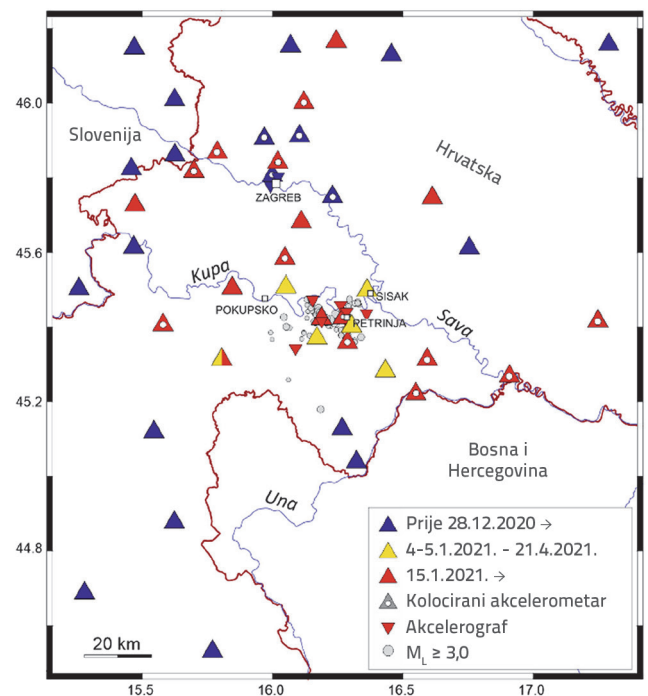 46.0
45.6
45.2
44.8
15.5
16.0
16.5
17.0
Slovenija
Hrvatska
ZAGREB
Kupa
POKUPSKO
SISAK
PETRINJA
Sava
Bosna i
Hercegovina
Una
Prije 28.12.2020 →
4-5.1.2021. - 21.4.2021.
15.1.2021. →
Kolocirani akcelerometar
Akcelerograf
M_L ≥ 3,0
20 km